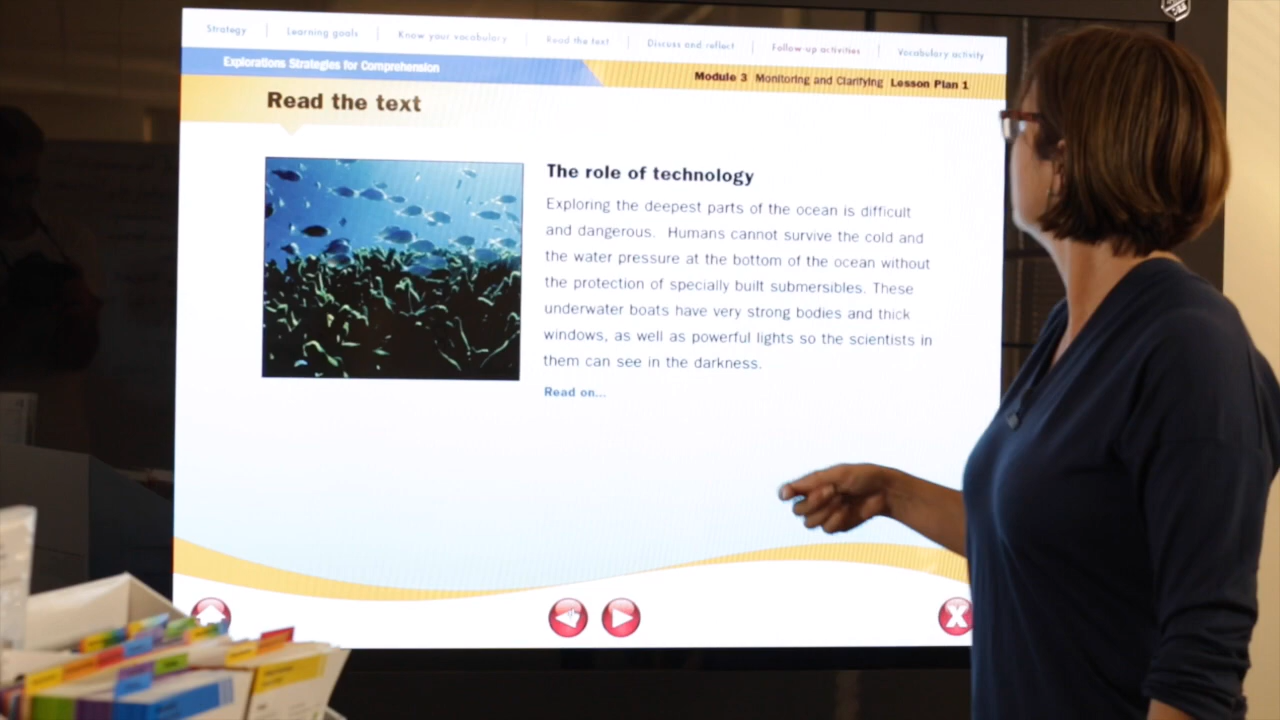 Strategy
Learning goals
Know your vocabulary
Read the text
Discuss and reflect
Follow-up activities
Vocabulary activity
Explorations Strategies for Comprehension
Module 3 Monitoring and Clarifying Lesson Plan 1
Read the text
The role of technology
Exploring the deepest parts of the ocean is difficult
and dangerous. Humans cannot survive the cold and
the water pressure at the bottom of the ocean without
the protection of specially built submersibles. These
underwater boats have very strong bodies and thick
windows, as well as powerful lights so the scientists in
them can see in the darkness.
Read on...
X